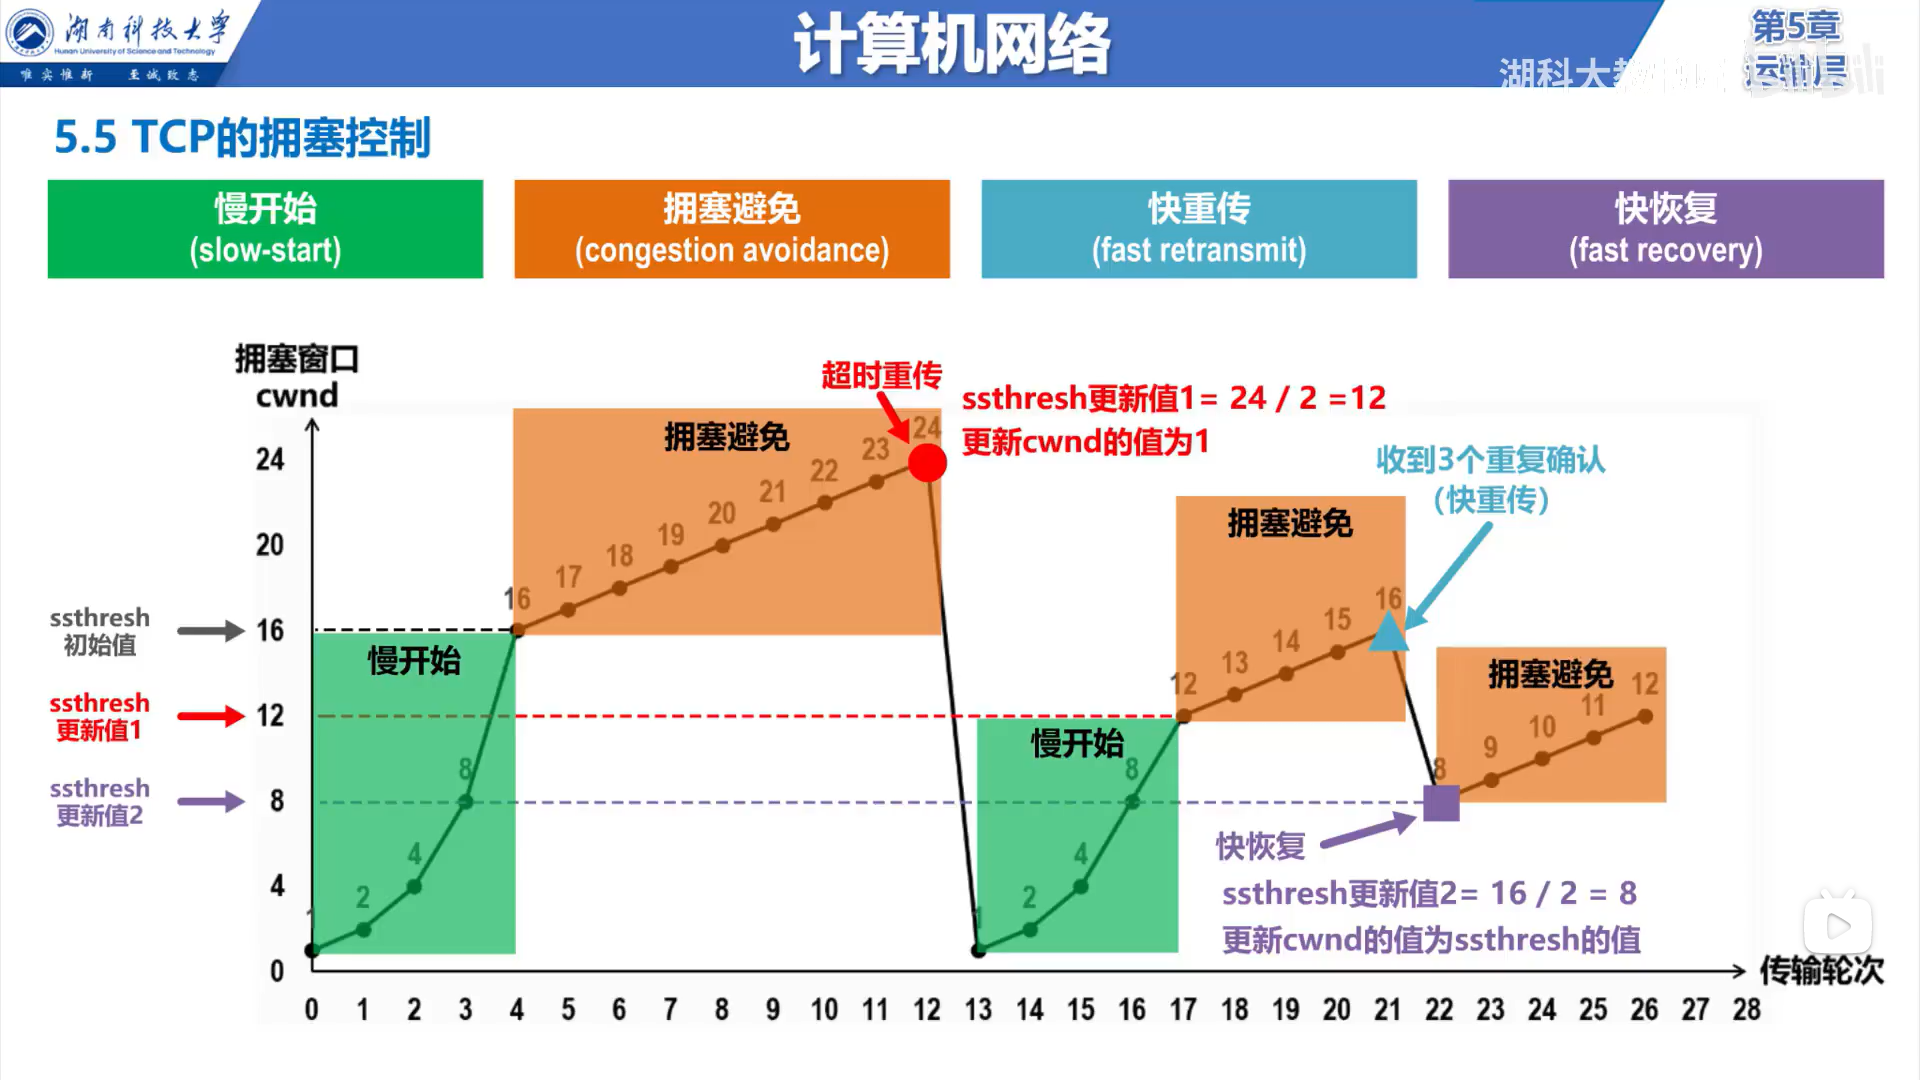 湖南科技大学
Hunan University of Science and Technology
唯实惟新 至诚致志
计算机网络
第5章
运输层
湖科大教
5.5 TCP的拥塞控制
慢开始
(slow-start)
拥塞避免
(congestion avoidance)
快重传
(fast retransmit)
快恢复
(fast recovery)
拥塞窗口
cwnd
超时重传
ssthresh更新值1= 24 / 2 =12
更新cwnd的值为1
收到3个重复确认
（快重传）
24
20
16
12
8
4
0
ssthresh
初始值
ssthresh
更新值1
ssthresh
更新值2
慢开始
1 2 4 8 16
拥塞避免
17 18 19 20 21 22 23 24
慢开始
1 2 4 8 12
拥塞避免
13 14 15 16
拥塞避免
8 9 10 11 12
快恢复
ssthresh更新值2= 16 / 2 = 8
更新cwnd的值为ssthresh的值
0 1 2 3 4 5 6 7 8 9 10 11 12 13 14 15 16 17 18 19 20 21 22 23 24 25 26 27 28
传输轮次